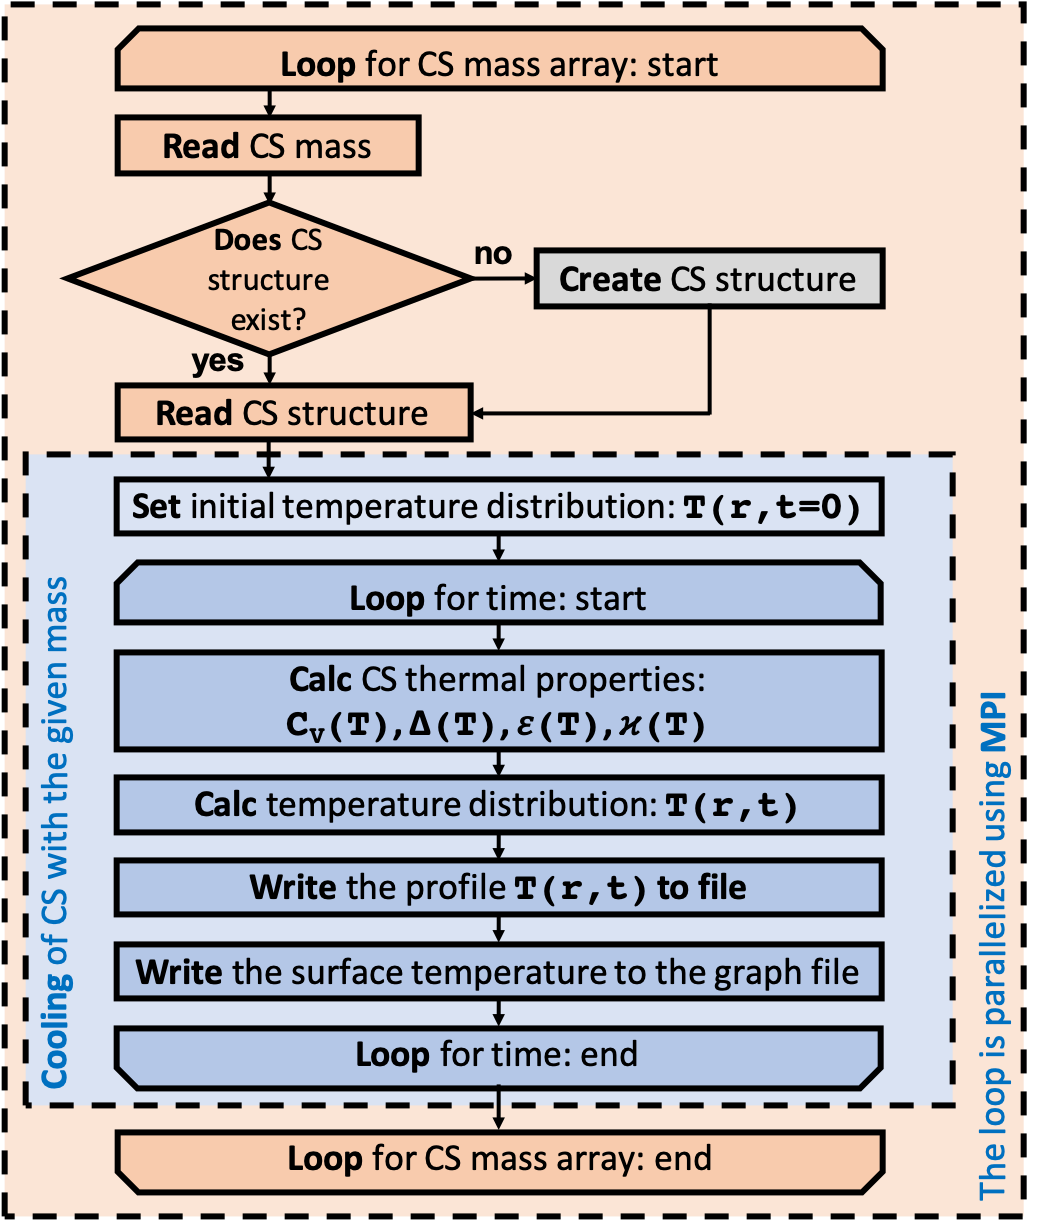 Loop for CS mass array: start
Read CS mass
Does CS
structure
exist?
no
Create CS structure
yes
Read CS structure
Set initial temperature distribution: T(r,t=0)
Loop for time: start
Calc CS thermal properties:
Cᵥ(T),Δ(T),ε(T),ϰ(T)
Calc temperature distribution: T(r,t)
Write the profile T(r,t) to file
Write the surface temperature to the graph file
Loop for time: end
Cooling of CS with the given mass
Loop for CS mass array: end
The loop is parallelized using MPI